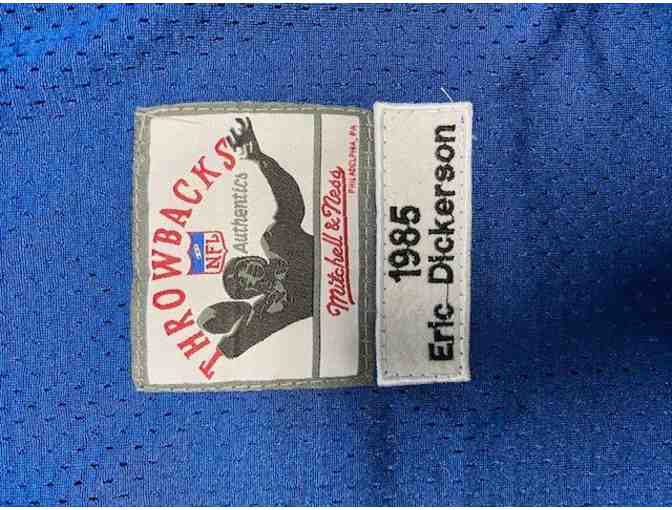 THROWBACKS
NFL
Authentics
Mitchell & Ness
PHILADELPHIA, PA
1985
Eric Dickerson